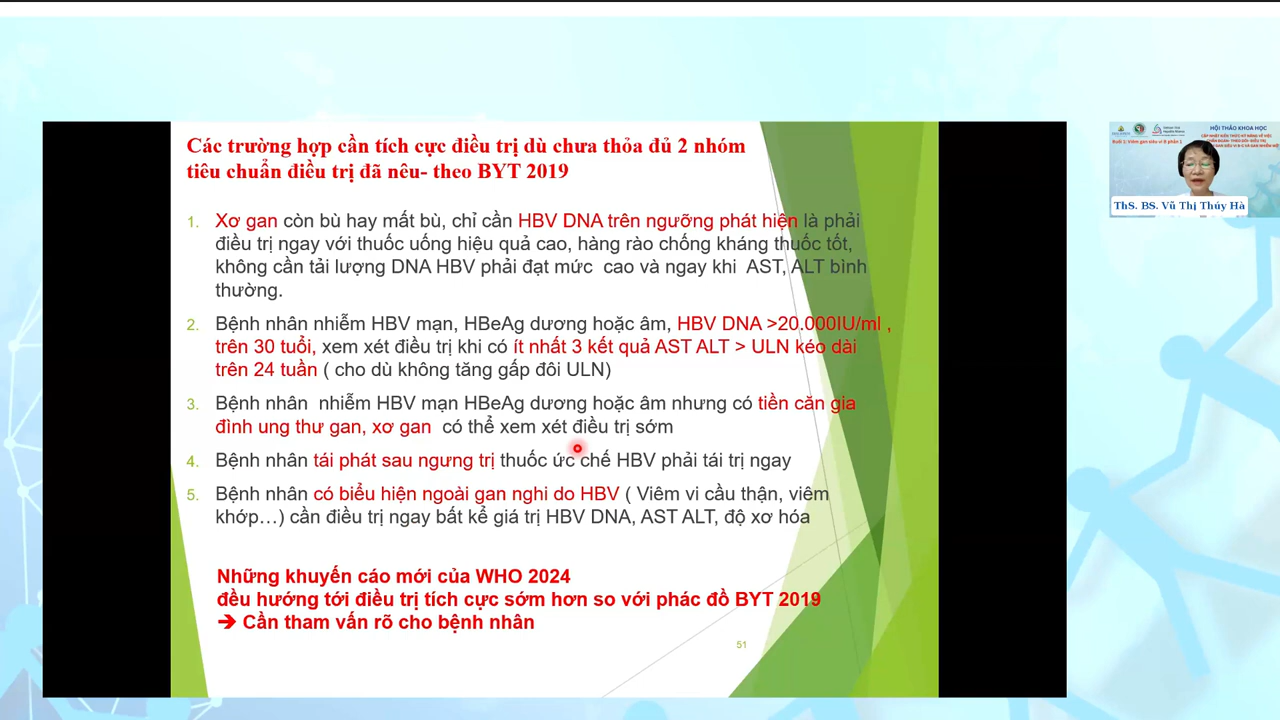 Các trường hợp cần tích cực điều trị dù chưa thỏa đủ 2 nhóm
tiêu chuẩn điều trị đã nêu- theo BYT 2019
1. Xơ gan còn bù hay mất bù, chỉ cần HBV DNA trên ngưỡng phát hiện là phải
điều trị ngay với thuốc uống hiệu quả cao, hàng rào chống kháng thuốc tốt,
không cần tải lượng DNA HBV phải đạt mức cao và ngay khi AST, ALT bình
thường.
2. Bệnh nhân nhiễm HBV mạn, HBeAg dương hoặc âm, HBV DNA >20.000IU/ml ,
trên 30 tuổi, xem xét điều trị khi có ít nhất 3 kết quả AST ALT > ULN kéo dài
trên 24 tuần ( cho dù không tăng gấp đôi ULN)
3. Bệnh nhân nhiễm HBV mạn HBeAg dương hoặc âm nhưng có tiền căn gia
đình ung thư gan, xơ gan có thể xem xét điều trị sớm
4. Bệnh nhân tái phát sau ngưng trị thuốc ức chế HBV phải tái trị ngay
5. Bệnh nhân có biểu hiện ngoài gan nghi do HBV ( Viêm vi cầu thận, viêm
khớp…) cần điều trị ngay bất kể giá trị HBV DNA, AST ALT, độ xơ hóa
Những khuyến cáo mới của WHO 2024
đều hướng tới điều trị tích cực sớm hơn so với phác đồ BYT 2019
➔ Cần tham vấn rõ cho bệnh nhân
51
HỘI THẢO KHOA HỌC
ThS. BS. Vũ Thị Thúy Hà